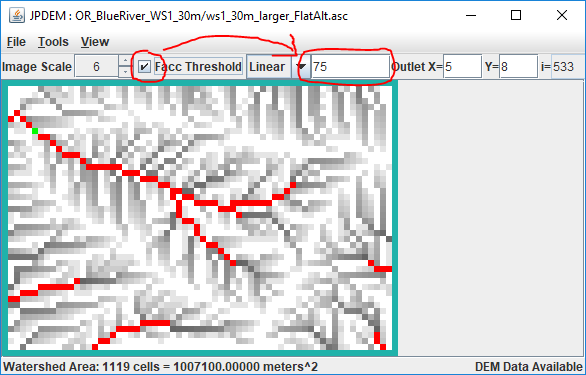 JPDEM : OR_BlueRiver_WS1_30m/ws1_30m_larger_FlatAlt.asc
File Tools View
Image Scale 6 Facc Threshold Linear 75 Outlet X= 5 Y= 8 i= 533
Watershed Area: 1119 cells = 1007100.00000 meters^2 DEM Data Available